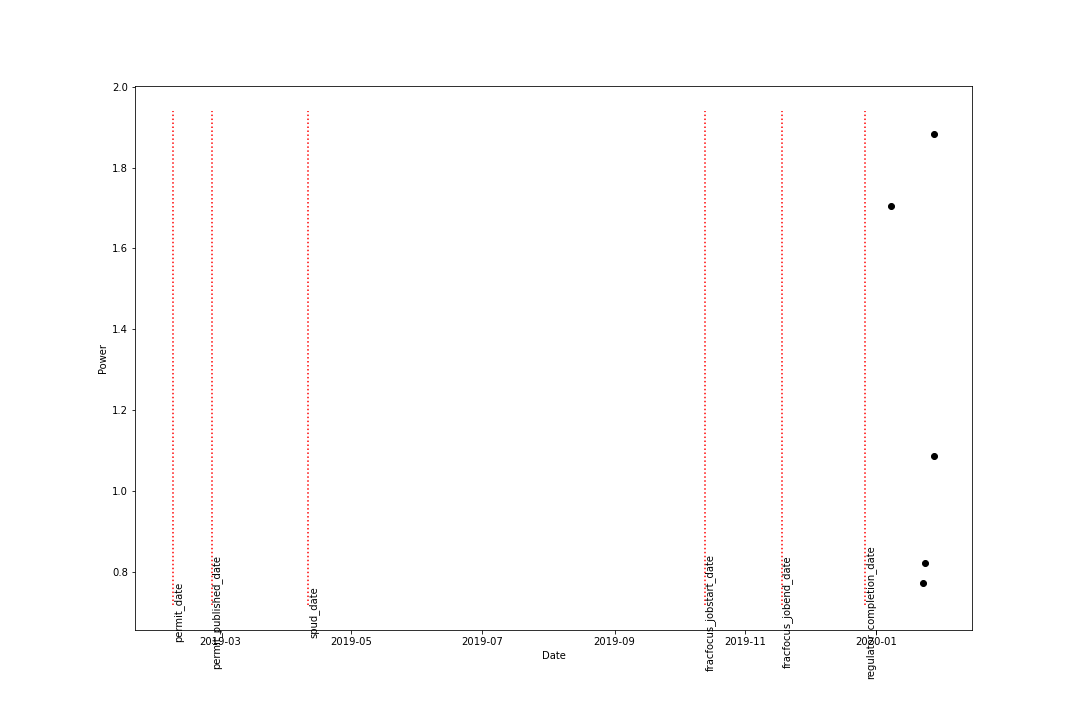 2.0
1.8
1.6
1.4
1.2
1.0
0.8
Power
permit_date
permit_published_date
spud_date
fracfocus_jobstart_date
fracfocus_jobend_date
regulator_completion_date
2019-03
2019-05
2019-07
2019-09
2019-11
2020-01
Date